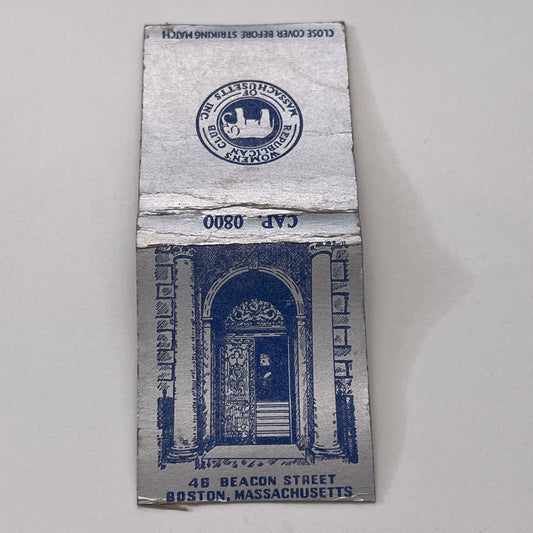 CLOSE COVER BEFORE STRIKING MATCH
WOMEN'S REPUBLICAN CLUB
OF
MASSACHUSETTS INC.
CAP. 0800
46 BEACON STREET
BOSTON, MASSACHUSETTS